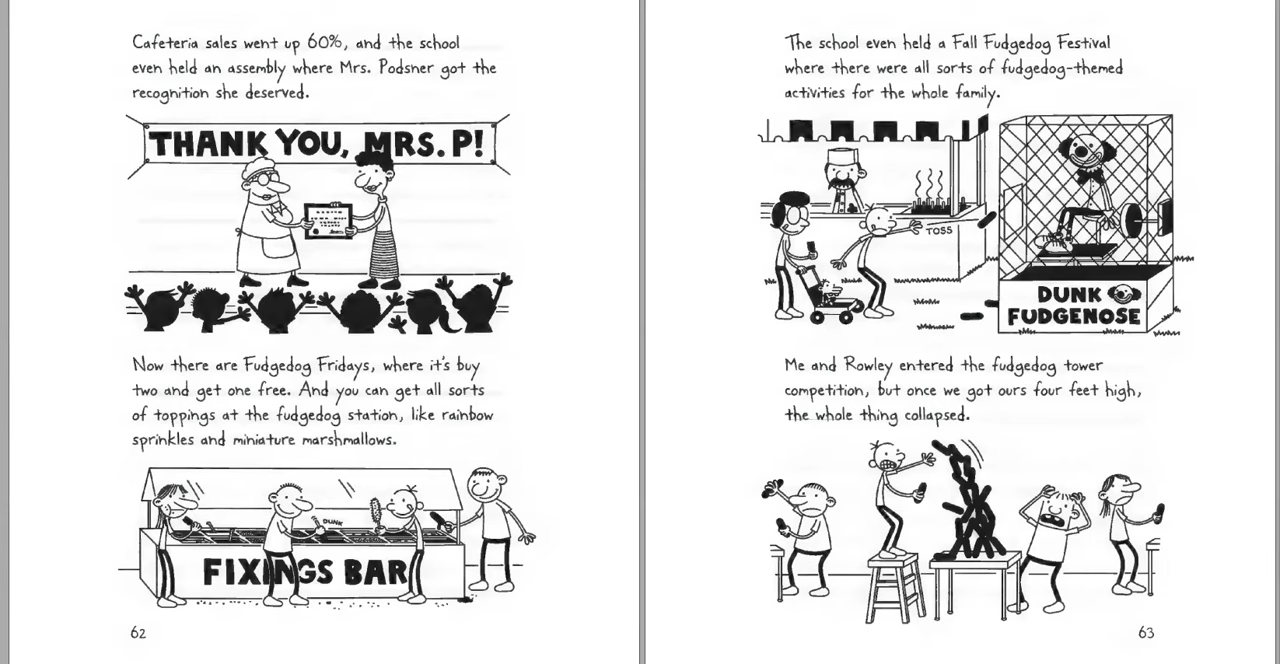 Cafeteria sales went up 60%, and the school
even held an assembly where Mrs. Podsner got the
recognition she deserved.
THANK YOU, MRS. P!
Now there are Fudgedog Fridays, where it's buy
two and get one free. And you can get all sorts
of toppings at the fudgedog station, like rainbow
sprinkles and miniature marshmallows.
DUNK
FIXINGS BAR
62
The school even held a Fall Fudgedog Festival
where there were all sorts of fudgedog-themed
activities for the whole family.
TOSS
DUNK
FUDGENOSE
Me and Rowley entered the fudgedog tower
competition, but once we got ours four feet high,
the whole thing collapsed.
63